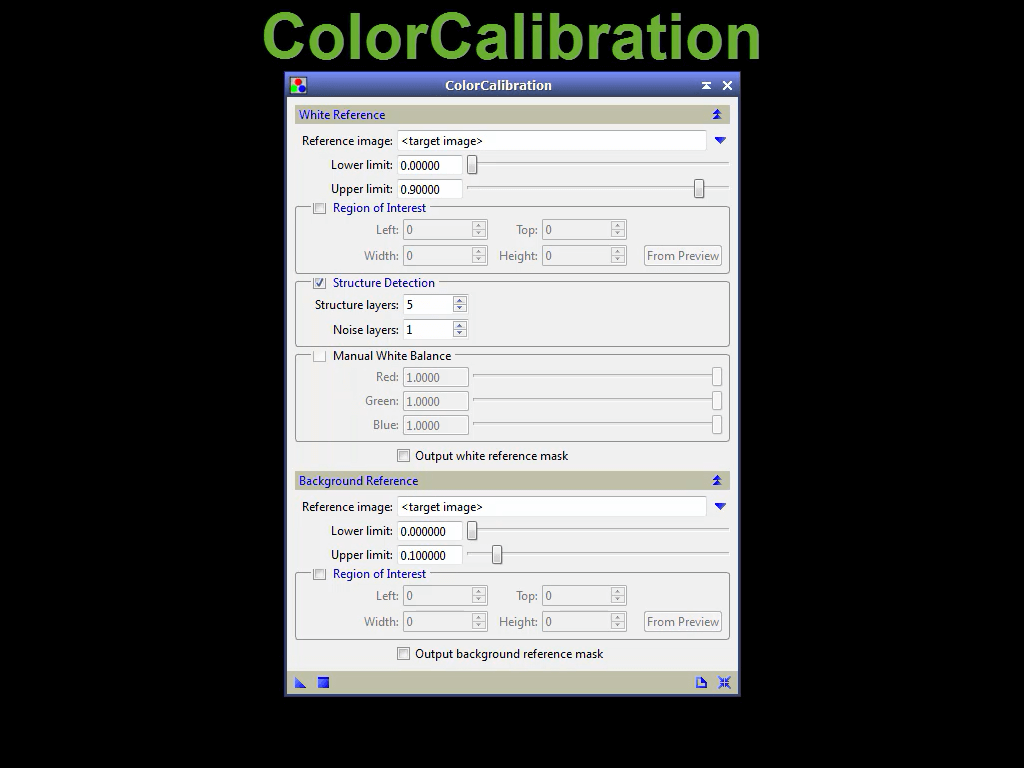 ColorCalibration
ColorCalibration
White Reference
Reference image: <target image>
Lower limit: 0.00000
Upper limit: 0.90000
Region of Interest
Left: 0 Top: 0
Width: 0 Height: 0 From Preview
Structure Detection
Structure layers: 5
Noise layers: 1
Manual White Balance
Red: 1.0000
Green: 1.0000
Blue: 1.0000
Output white reference mask
Background Reference
Reference image: <target image>
Lower limit: 0.000000
Upper limit: 0.100000
Region of Interest
Left: 0 Top: 0
Width: 0 Height: 0 From Preview
Output background reference mask